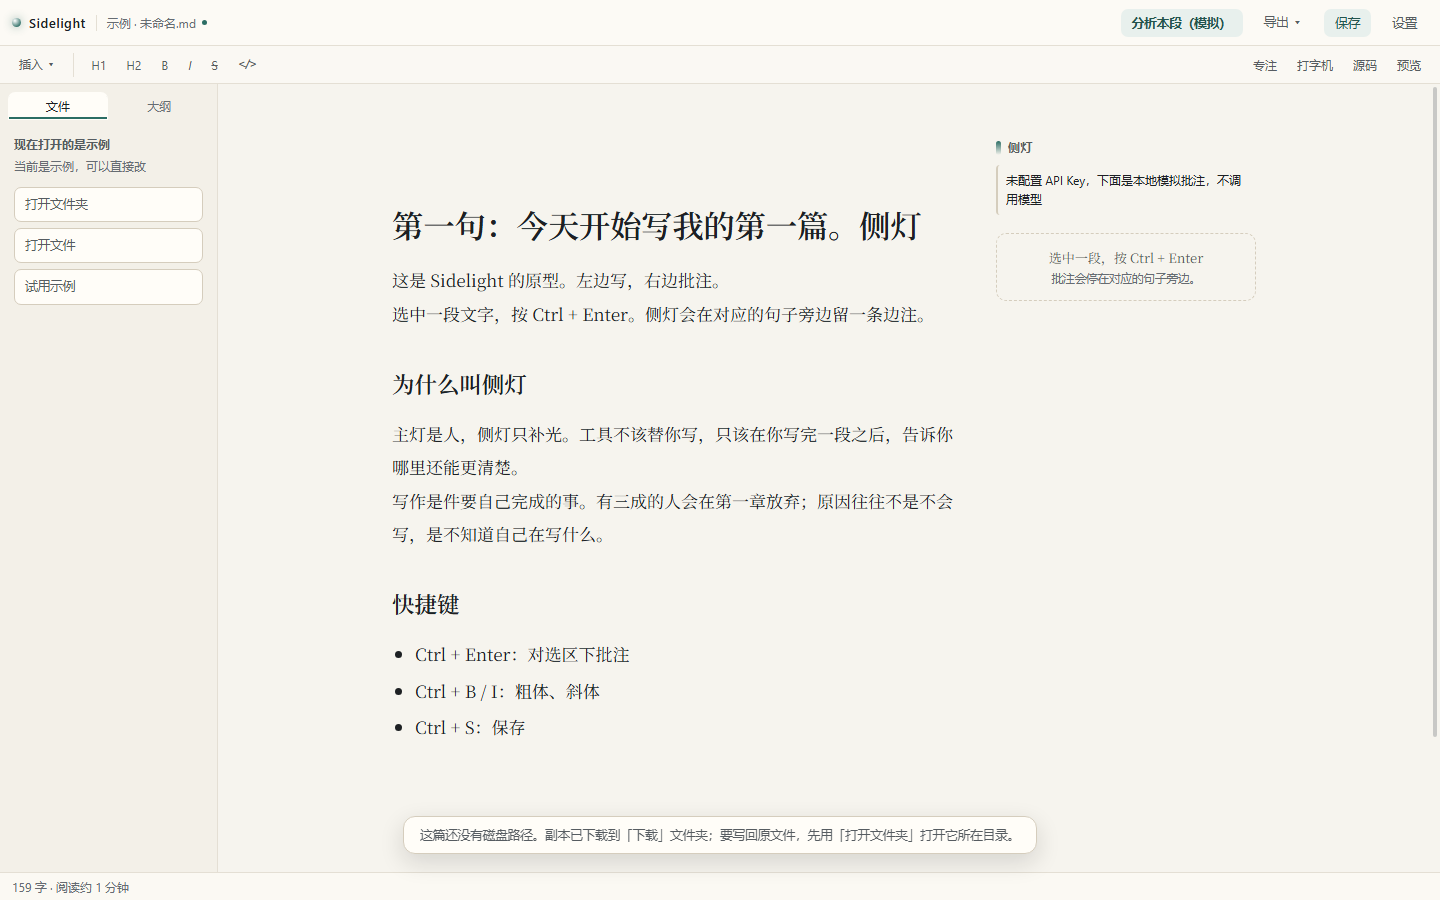 Sidelight 示例 · 未命名.md 分析本段（模拟） 导出 保存 设置
插入 H1 H2 B I S </> 专注 打字机 源码 预览
文件 大纲
现在打开的是示例
当前是示例，可以直接改
打开文件夹
打开文件
试用示例
第一句：今天开始写我的第一篇。侧灯
这是 Sidelight 的原型。左边写，右边批注。
选中一段文字，按 Ctrl + Enter。侧灯会在对应的句子旁边留一条边注。
为什么叫侧灯
主灯是人，侧灯只补光。工具不该替你写，只该在你写完一段之后，告诉你
哪里还能更清楚。
写作是件要自己完成的事。有三成的人会在第一章放弃；原因往往不是不会
写，是不知道自己在写什么。
快捷键
Ctrl + Enter：对选区下批注
Ctrl + B / I：粗体、斜体
Ctrl + S：保存
侧灯
未配置 API Key，下面是本地模拟批注，不调
用模型
选中一段，按 Ctrl + Enter
批注会停在对应的句子旁边。
这篇还没有磁盘路径。副本已下载到「下载」文件夹；要写回原文件，先用「打开文件夹」打开它所在目录。
159 字 · 阅读约 1 分钟